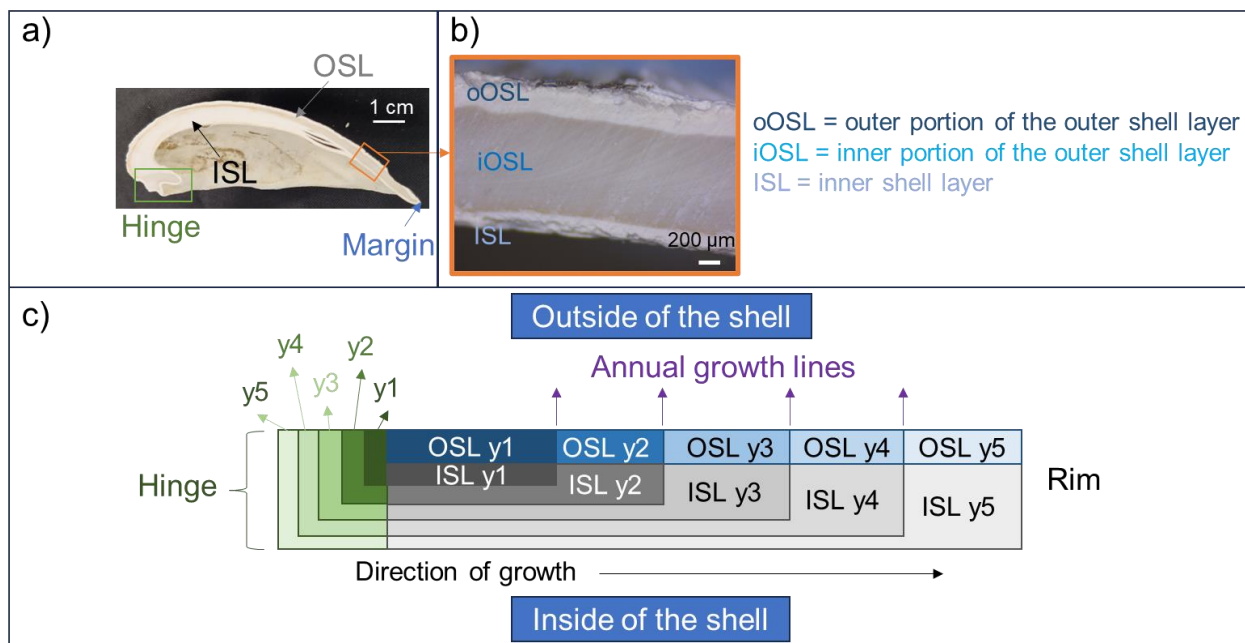 a)
OSL
1 cm
ISL
Hinge
Margin
b)
oOSL
iOSL
ISL
200 µm
oOSL = outer portion of the outer shell layer
iOSL = inner portion of the outer shell layer
ISL = inner shell layer
c)
Outside of the shell
Annual growth lines
y5
y4
y3
y2
y1
OSL y1
OSL y2
OSL y3
OSL y4
OSL y5
ISL y1
ISL y2
ISL y3
ISL y4
ISL y5
Hinge
Rim
Direction of growth
Inside of the shell